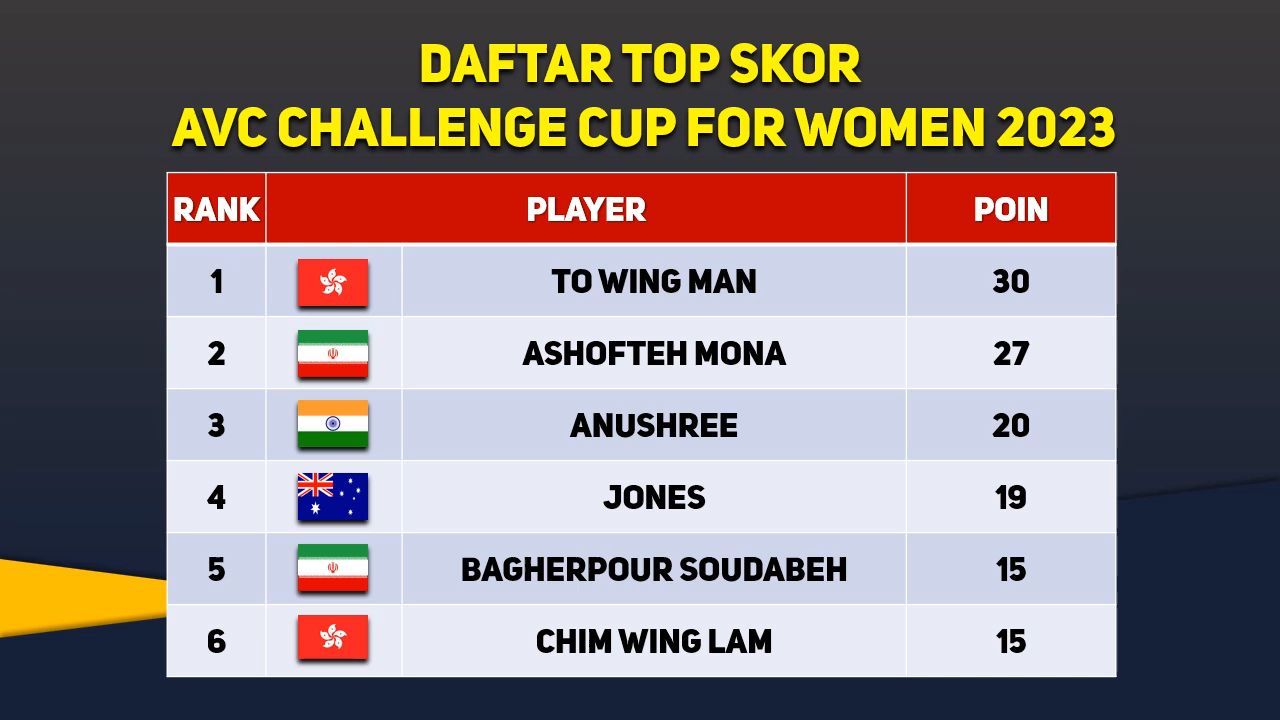 DAFTAR TOP SKOR
AVC CHALLENGE CUP FOR WOMEN 2023
RANK PLAYER POIN
1 TO WING MAN 30
2 ASHOFTEH MONA 27
3 ANUSHREE 20
4 JONES 19
5 BAGHERPOUR SOUDABEH 15
6 CHIM WING LAM 15